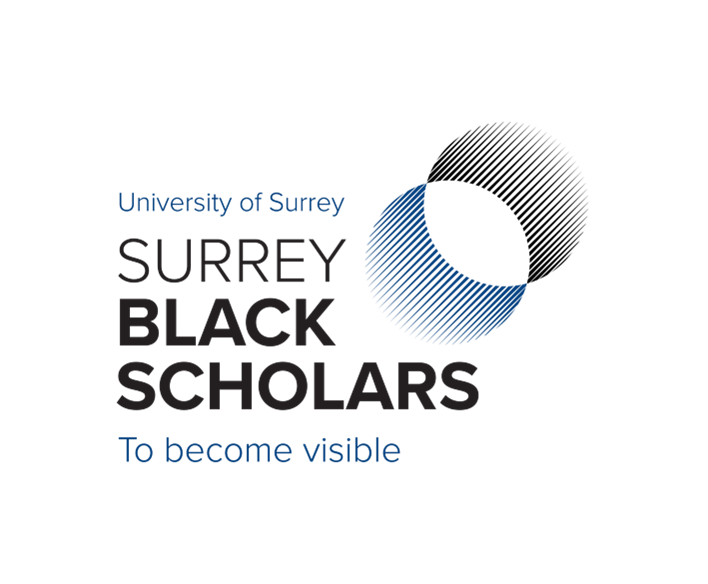 University of Surrey
SURREY
BLACK
SCHOLARS
To become visible